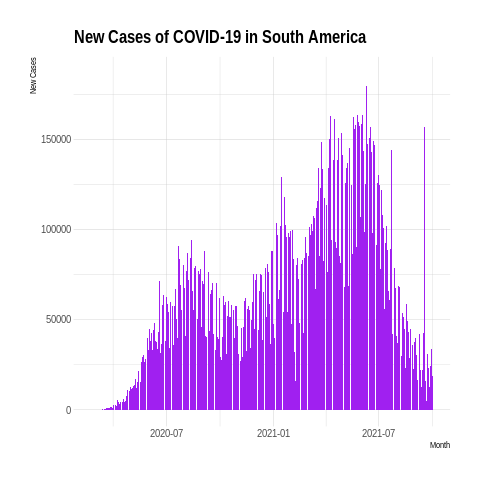 New Cases of COVID-19 in South America
New Cases
150000
100000
50000
0
2020-07
2021-01
2021-07
Month